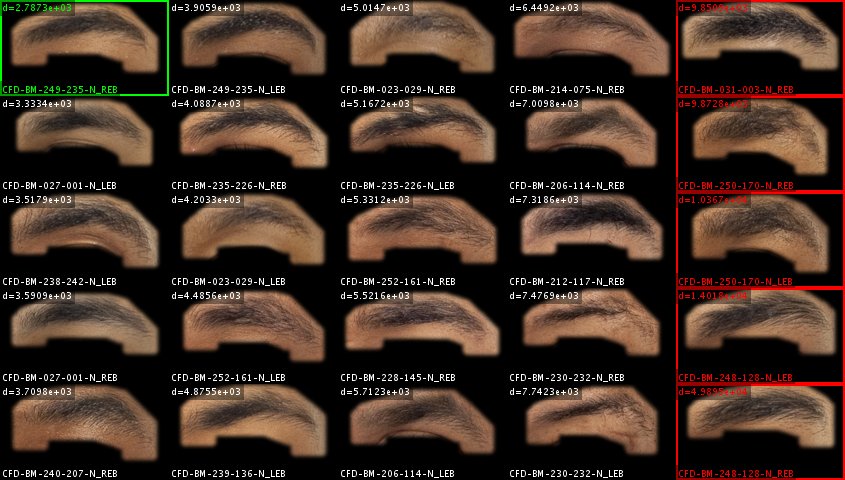 d=2.7873e+03
CFD-BM-249-235-N_REB
d=3.9059e+03
CFD-BM-249-235-N_LEB
d=5.0147e+03
CFD-BM-023-029-N_REB
d=6.4492e+03
CFD-BM-214-075-N_REB
CFD-BM-031-003-N_REB
d=3.3334e+03
CFD-BM-027-001-N_LEB
d=4.0887e+03
CFD-BM-235-226-N_REB
d=5.1672e+03
CFD-BM-235-226-N_LEB
d=7.0098e+03
CFD-BM-206-114-N_REB
d=9.8728e+03
CFD-BM-250-170-N_REB
d=3.5179e+03
CFD-BM-238-242-N_LEB
d=4.2033e+03
CFD-BM-023-029-N_LEB
d=5.3312e+03
CFD-BM-252-161-N_REB
d=7.3186e+03
CFD-BM-212-117-N_REB
CFD-BM-250-170-N_LEB
d=3.5909e+03
CFD-BM-027-001-N_REB
d=4.4856e+03
CFD-BM-252-161-N_LEB
d=5.5216e+03
CFD-BM-228-145-N_LEB
d=7.4769e+03
CFD-BM-230-232-N_REB
CFD-BM-248-128-N_LEB
d=3.7098e+03
CFD-BM-240-207-N_REB
d=4.8755e+03
CFD-BM-239-136-N_LEB
d=5.7123e+03
CFD-BM-206-114-N_LEB
d=7.7423e+03
CFD-BM-230-232-N_LEB
CFD-BM-248-128-N_REB